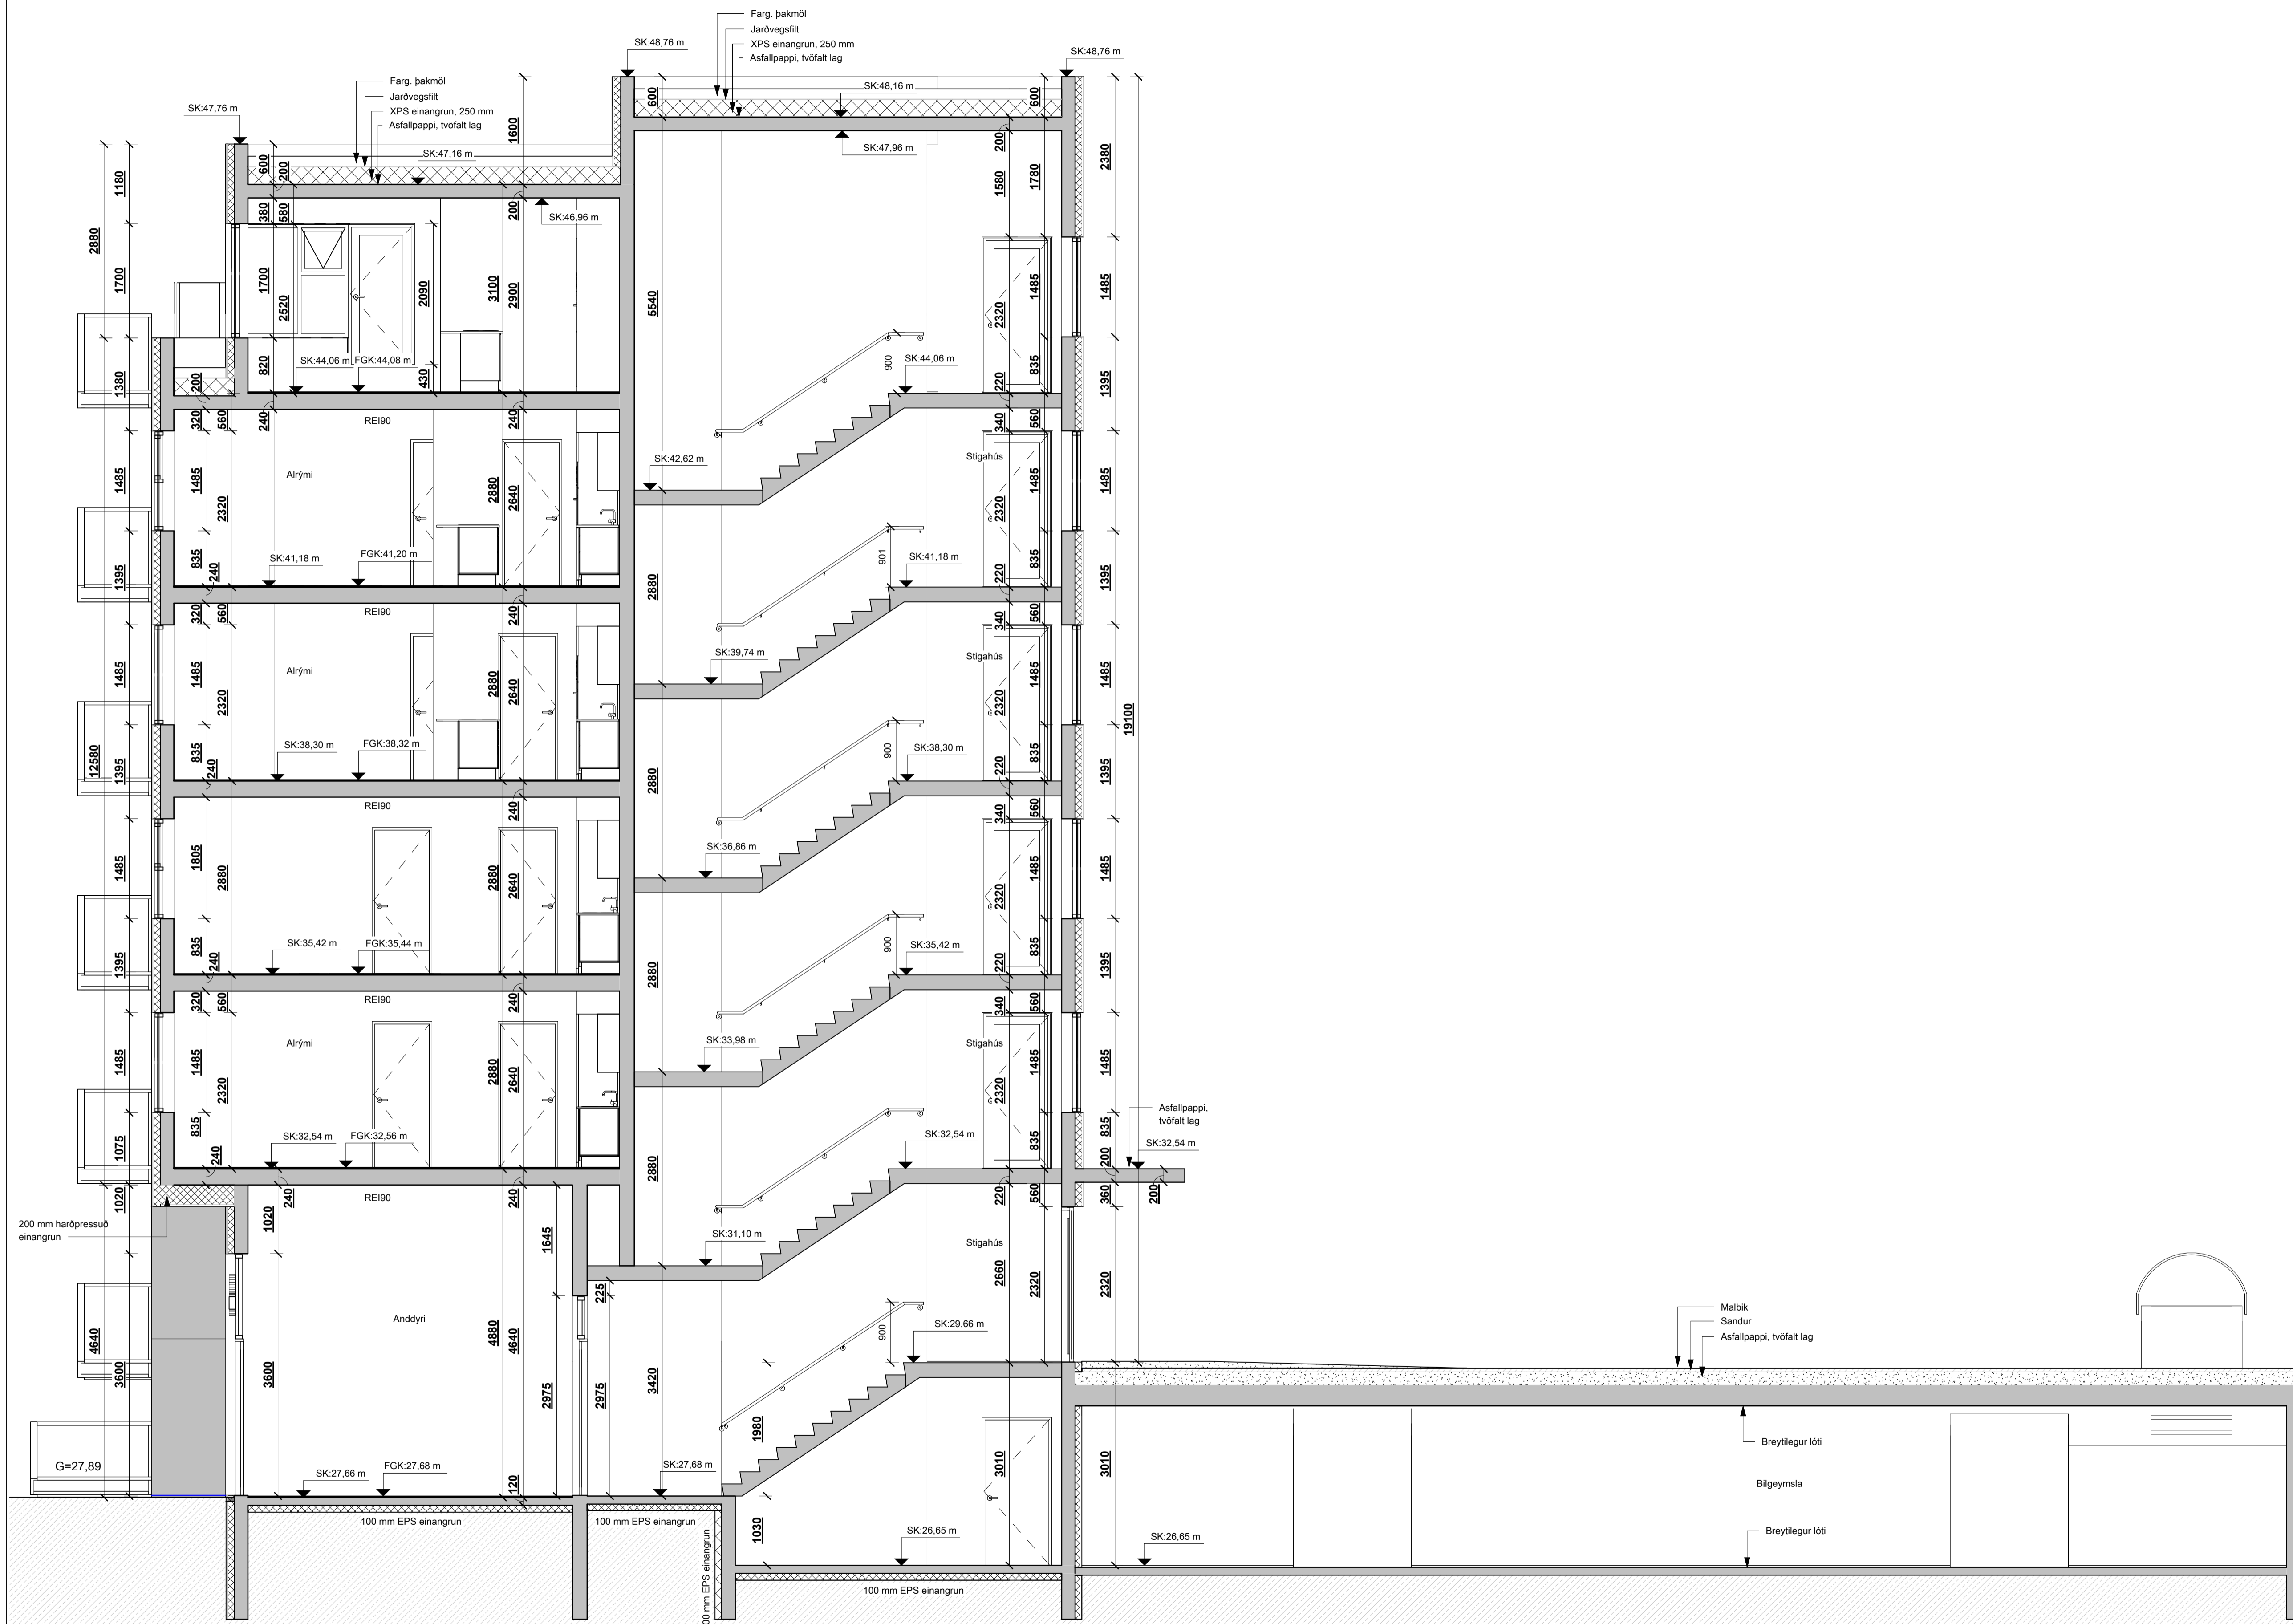 Farg. þakmöl
Jarðvegsfilt
XPS einangrun, 250 mm
Asfallpappi, tvöfalt lag
SK:48,76 m
SK:48,76 m
Farg. þakmöl
Jarðvegsfilt
XPS einangrun, 250 mm
Asfallpappi, tvöfalt lag
SK:47,76 m
SK:48,16 m
600
600
1600
SK:47,16 m
SK:47,96 m
200
600
200
1180
2380
1580
1780
380
580
200
SK:46,96 m
2880
1700
1700
2520
2090
3100
2900
5540
2320
1485
1485
1380
820
SK:44,06 m
FGK:44,08 m
430
900
SK:44,06 m
835
1395
200
220
320
560
240
REI90
240
340
560
Alrými
SK:42,62 m
Stigahús
1485
1485
2320
2880
2640
2320
1485
1485
835
240
SK:41,18 m
FGK:41,20 m
901
SK:41,18 m
835
1395
1395
2880
220
320
560
REI90
240
340
560
Alrými
SK:39,74 m
Stigahús
1485
1485
2320
2880
2640
2320
1485
1485
19100
12580
1395
835
240
SK:38,30 m
FGK:38,32 m
900
SK:38,30 m
835
1395
2880
220
REI90
240
340
560
SK:36,86 m
1485
1805
2880
2880
2640
2320
1485
1485
1395
835
240
SK:35,42 m
FGK:35,44 m
900
SK:35,42 m
835
1395
2880
220
320
560
REI90
240
340
560
Alrými
SK:33,98 m
Stigahús
1485
1485
2320
2880
2640
2320
1485
1485
1075
835
240
SK:32,54 m
FGK:32,56 m
SK:32,54 m
835
835
Asfallpappi,
tvöfalt lag
SK:32,54 m
2880
200
1020
240
REI90
240
220
560
360
200
200 mm harðpressuð
einangrun
1020
1645
SK:31,10 m
Stigahús
225
2660
2320
2320
Anddyri
4640
3600
3600
4880
4640
2975
2975
3420
900
SK:29,66 m
Malbik
Sandur
Asfallpappi, tvöfalt lag
1980
Breytilegur lóti
G=27,89
SK:27,66 m
FGK:27,68 m
SK:27,68 m
120
3010
3010
Bilgeymsla
100 mm EPS einangrun
100 mm EPS einangrun
1030
SK:26,65 m
SK:26,65 m
Breytilegur lóti
00 mm EPS einangrun
100 mm EPS einangrun